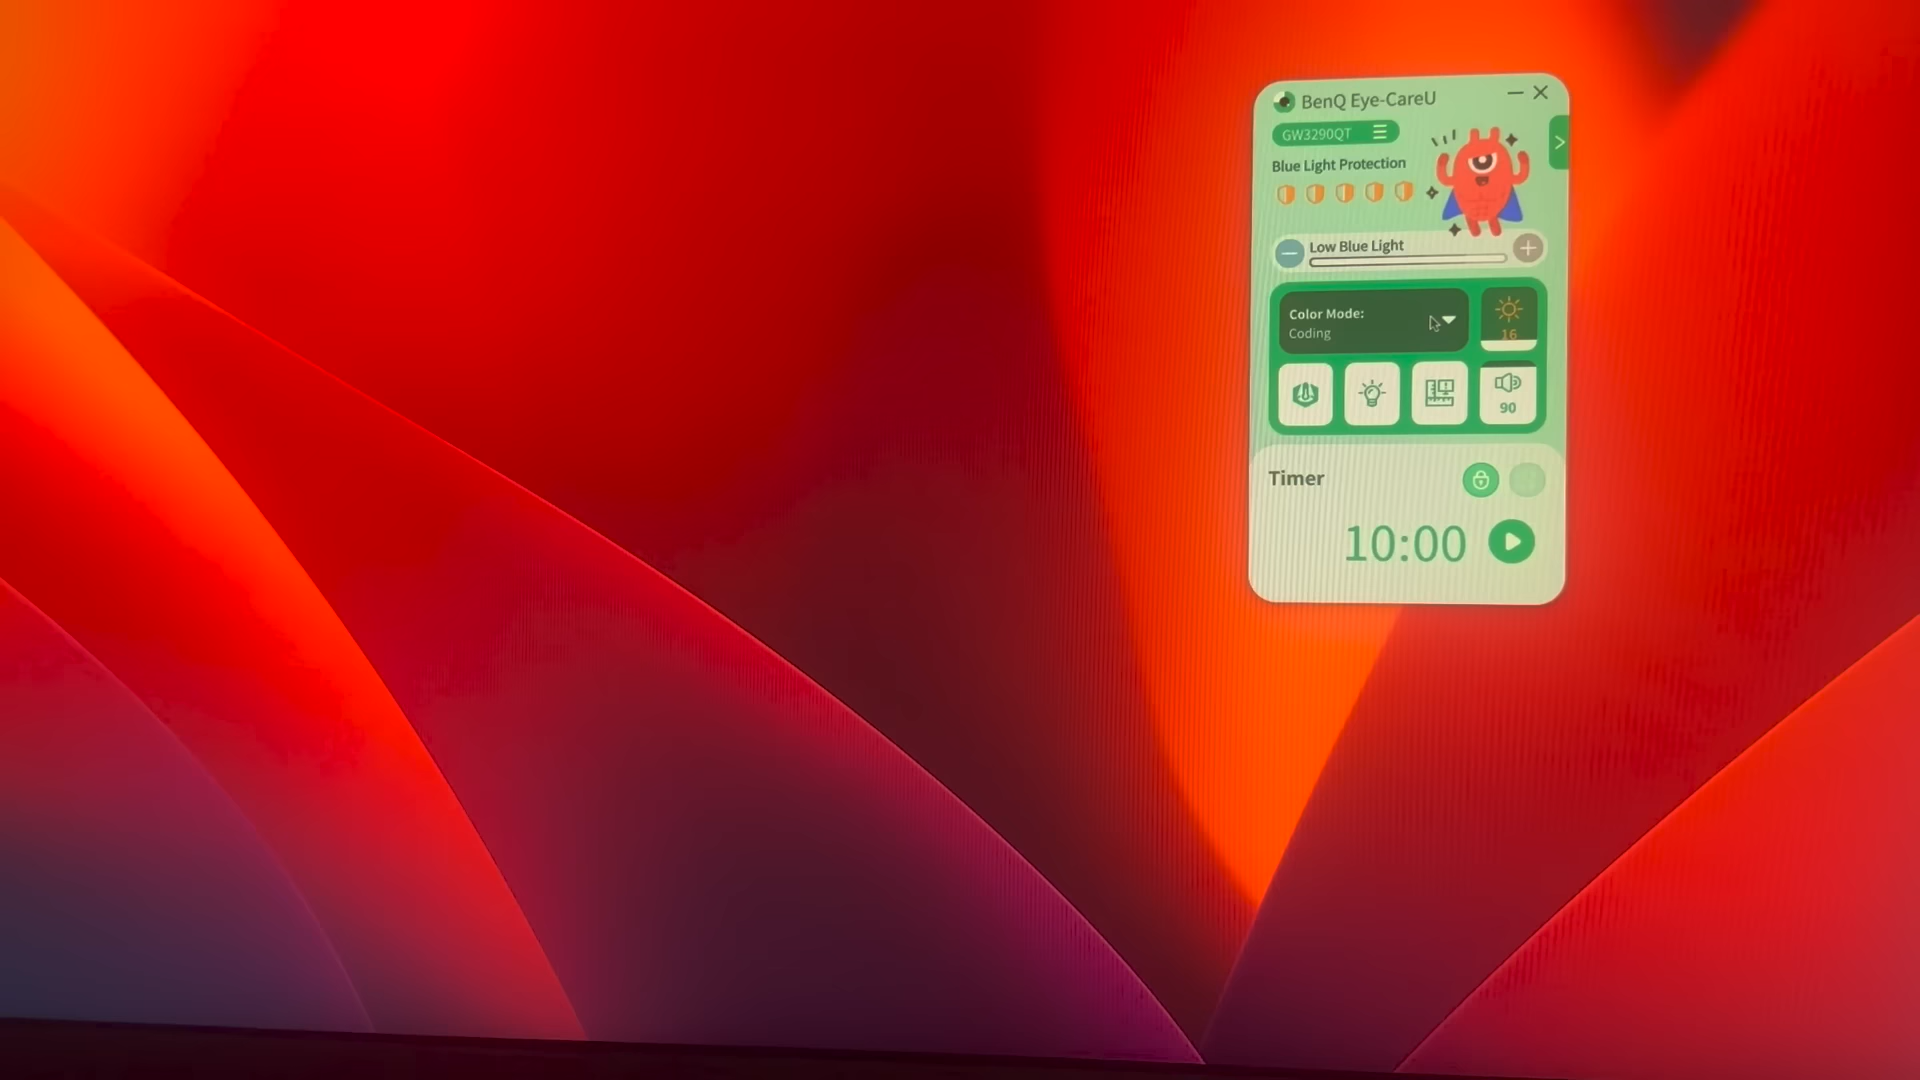 BenQ Eye-CareU
GW3290QT
Blue Light Protection
Low Blue Light
Color Mode:
Coding
16
90
Timer
10:00